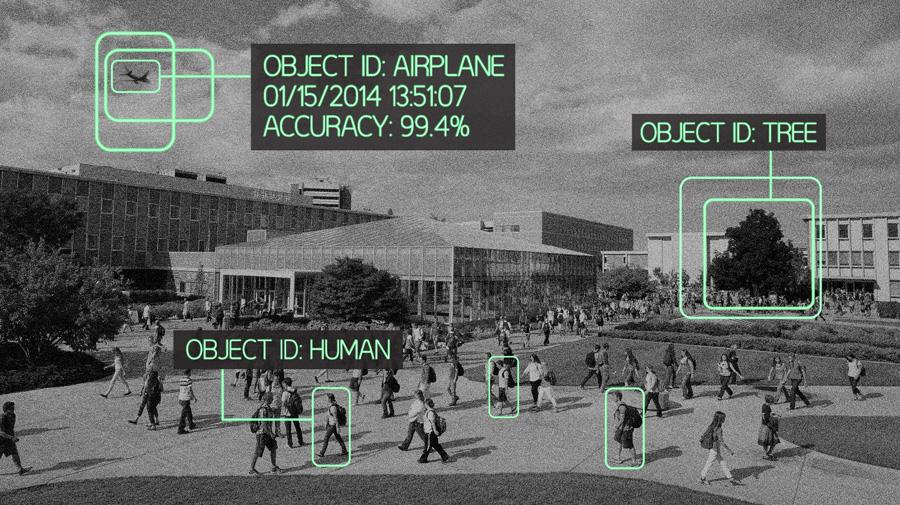 OBJECT ID: AIRPLANE
01/15/2014 13:51:07
ACCURACY: 99.4%
OBJECT ID: TREE
OBJECT ID: HUMAN